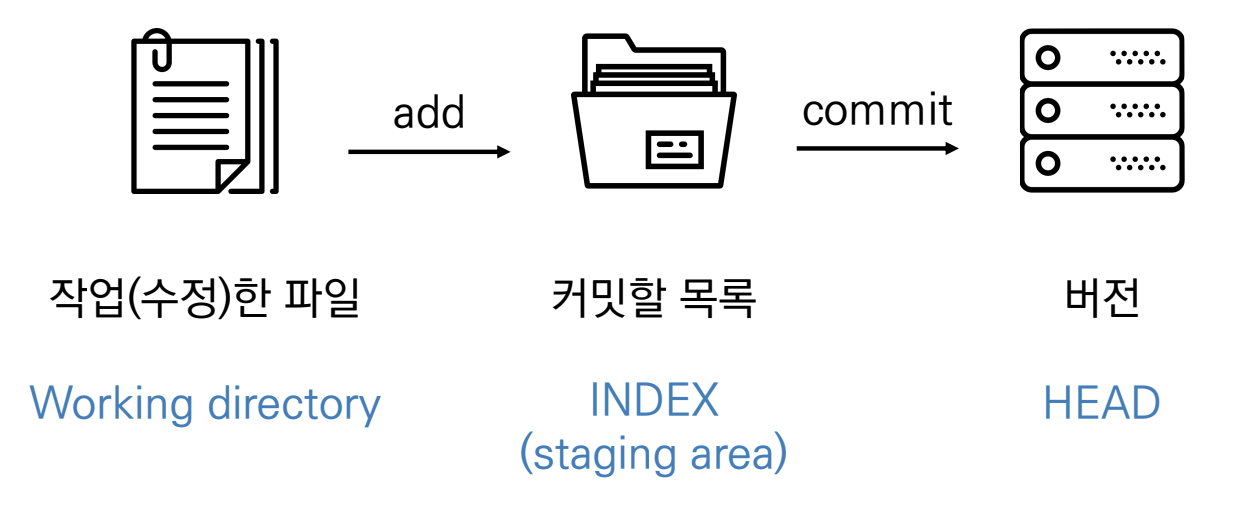 add
commit
작업(수정)한 파일
커밋할 목록
버전
Working directory
INDEX
(staging area)
HEAD